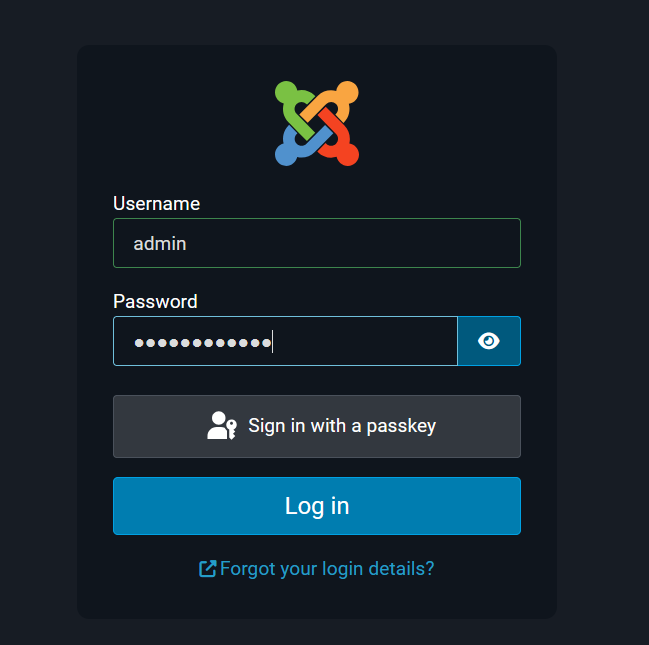 Username
admin
Password
●●●●●●●●●●●●
Sign in with a passkey
Log in
Forgot your login details?